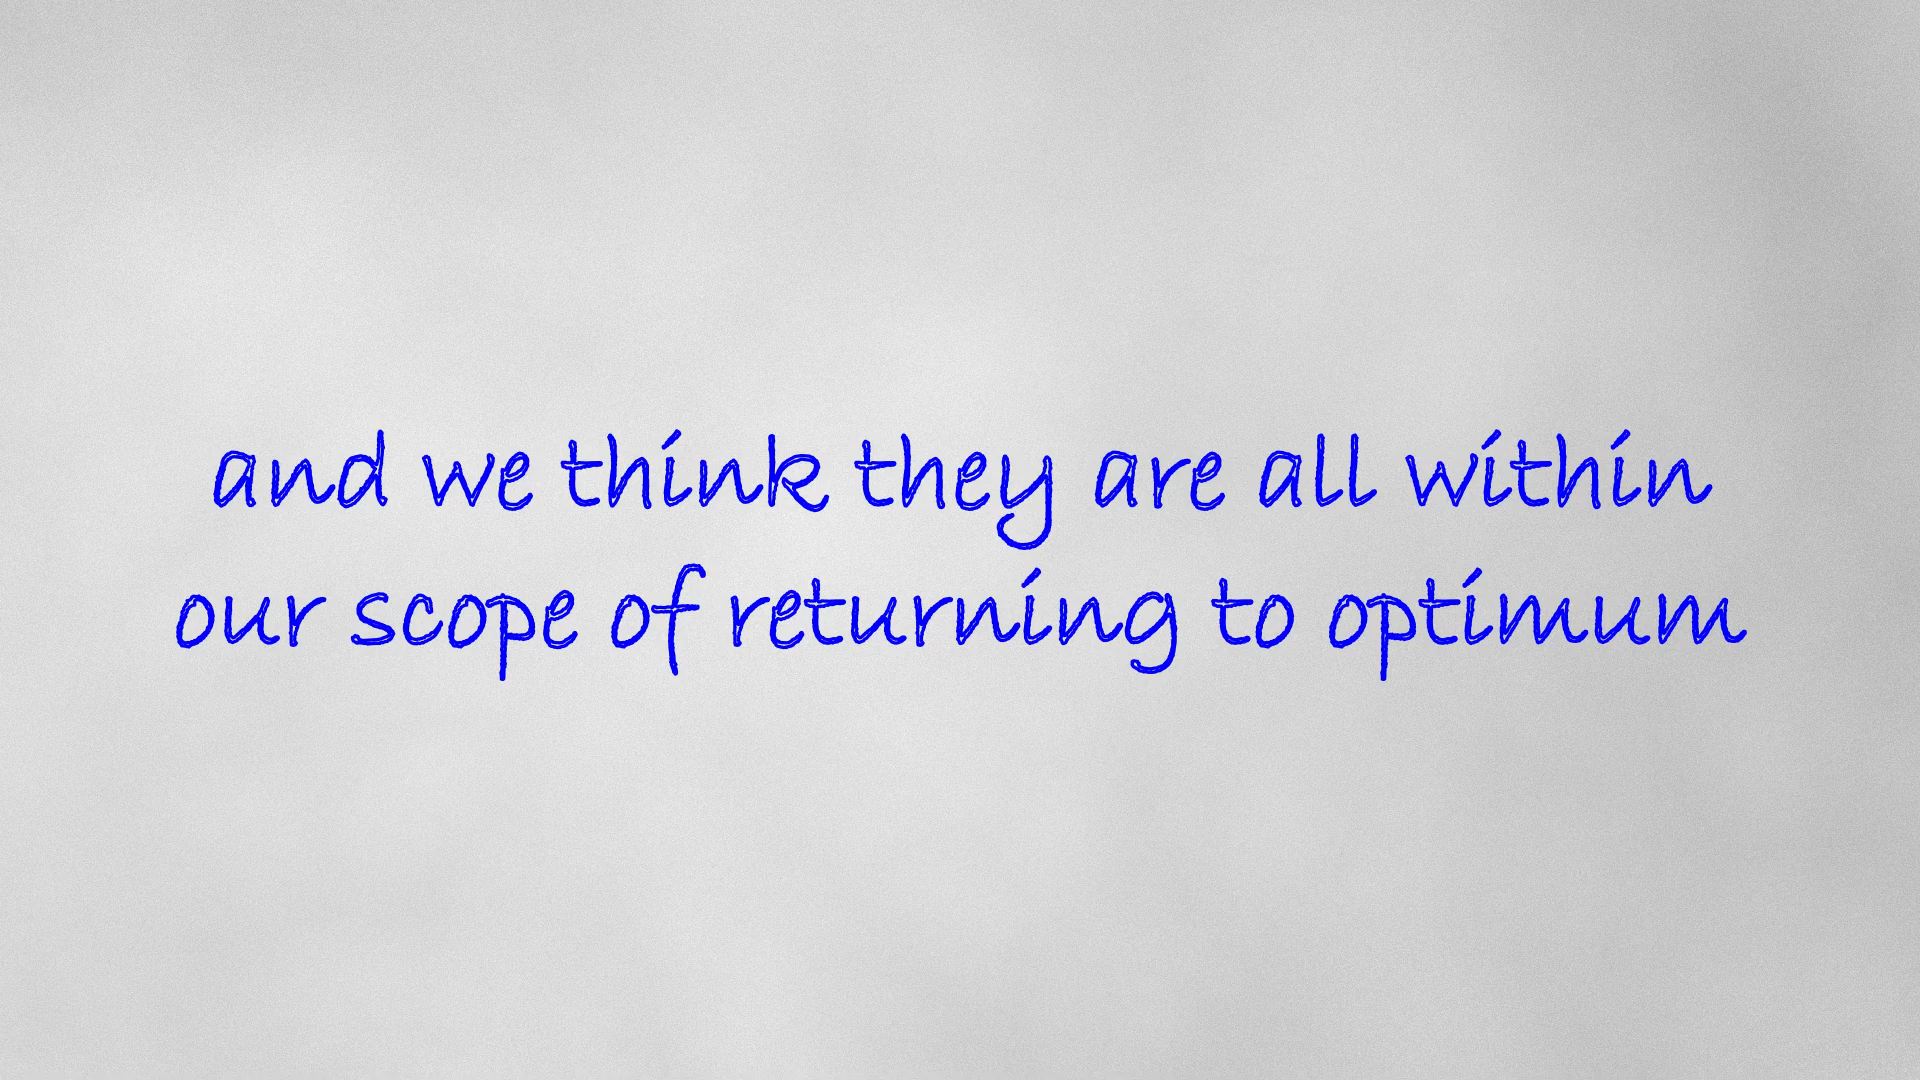 and we think they are all within
our scope of returning to optimum